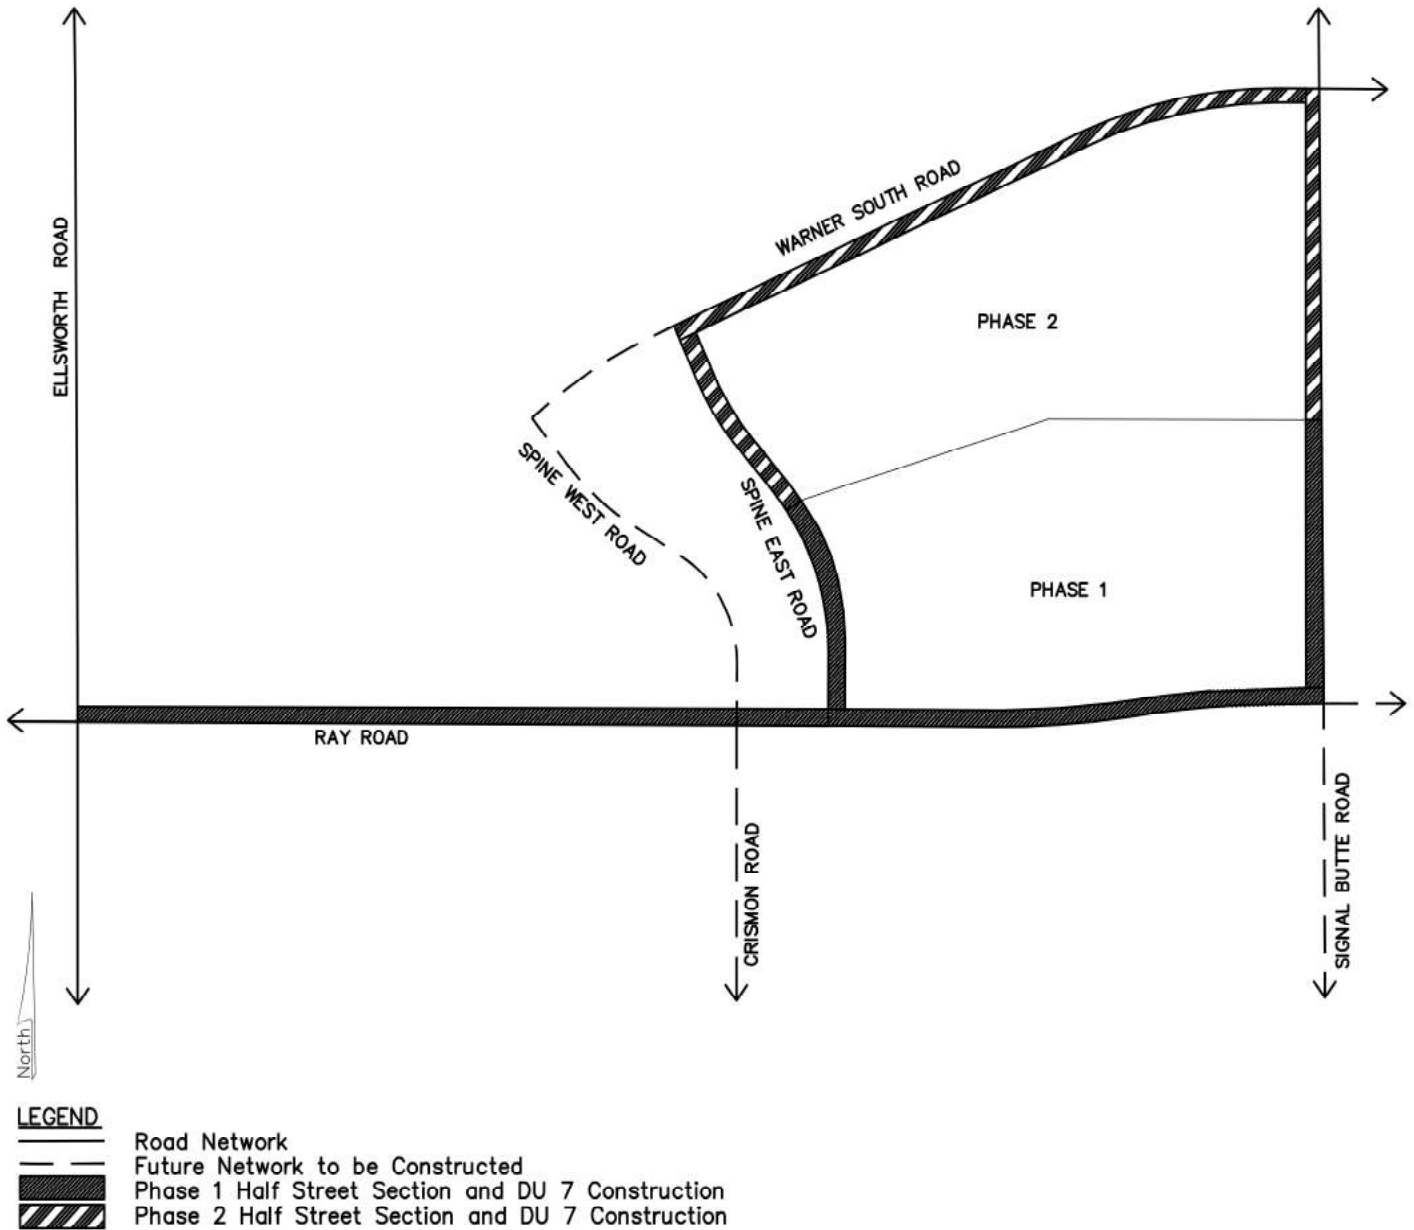 WARNER SOUTH ROAD
ELLSWORTH ROAD
PHASE 2
SPINE WEST ROAD
SPINE EAST ROAD
PHASE 1
RAY ROAD
CRISMON ROAD
SIGNAL BUTTE ROAD
North
LEGEND
Road Network
Future Network to be Constructed
Phase 1 Half Street Section and DU 7 Construction
Phase 2 Half Street Section and DU 7 Construction